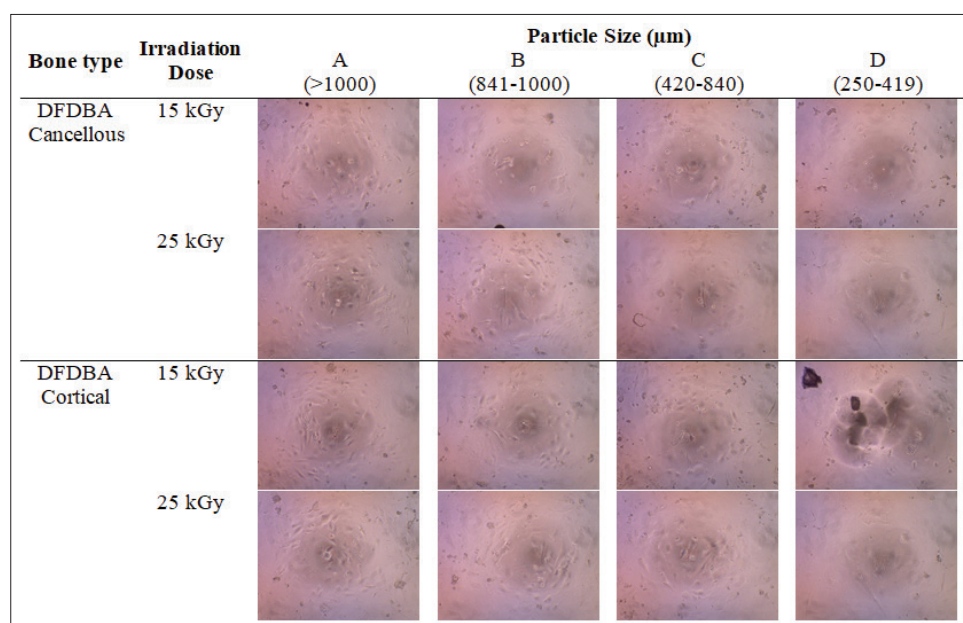 Bone type
Irradiation
Dose
Particle Size (µm)
A
(>1000)
B
(841-1000)
C
(420-840)
D
(250-419)
DFDBA
Cancellous
15 kGy
25 kGy
DFDBA
Cortical
15 kGy
25 kGy